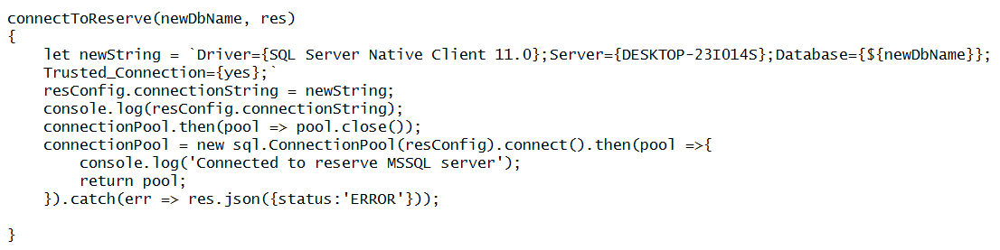 connectToReserve(newDbName, res)
{
    let newString = `Driver={SQL Server Native Client 11.0};Server={DESKTOP-23IO14S};Database={${newDbName}};
    Trusted_Connection={yes};`
    resConfig.connectionString = newString;
    console.log(resConfig.connectionString);
    connectionPool.then(pool => pool.close());
    connectionPool = new sql.ConnectionPool(resConfig).connect().then(pool =>{
        console.log('Connected to reserve MSSQL server');
        return pool;
    }).catch(err => res.json({status:'ERROR'}));
}